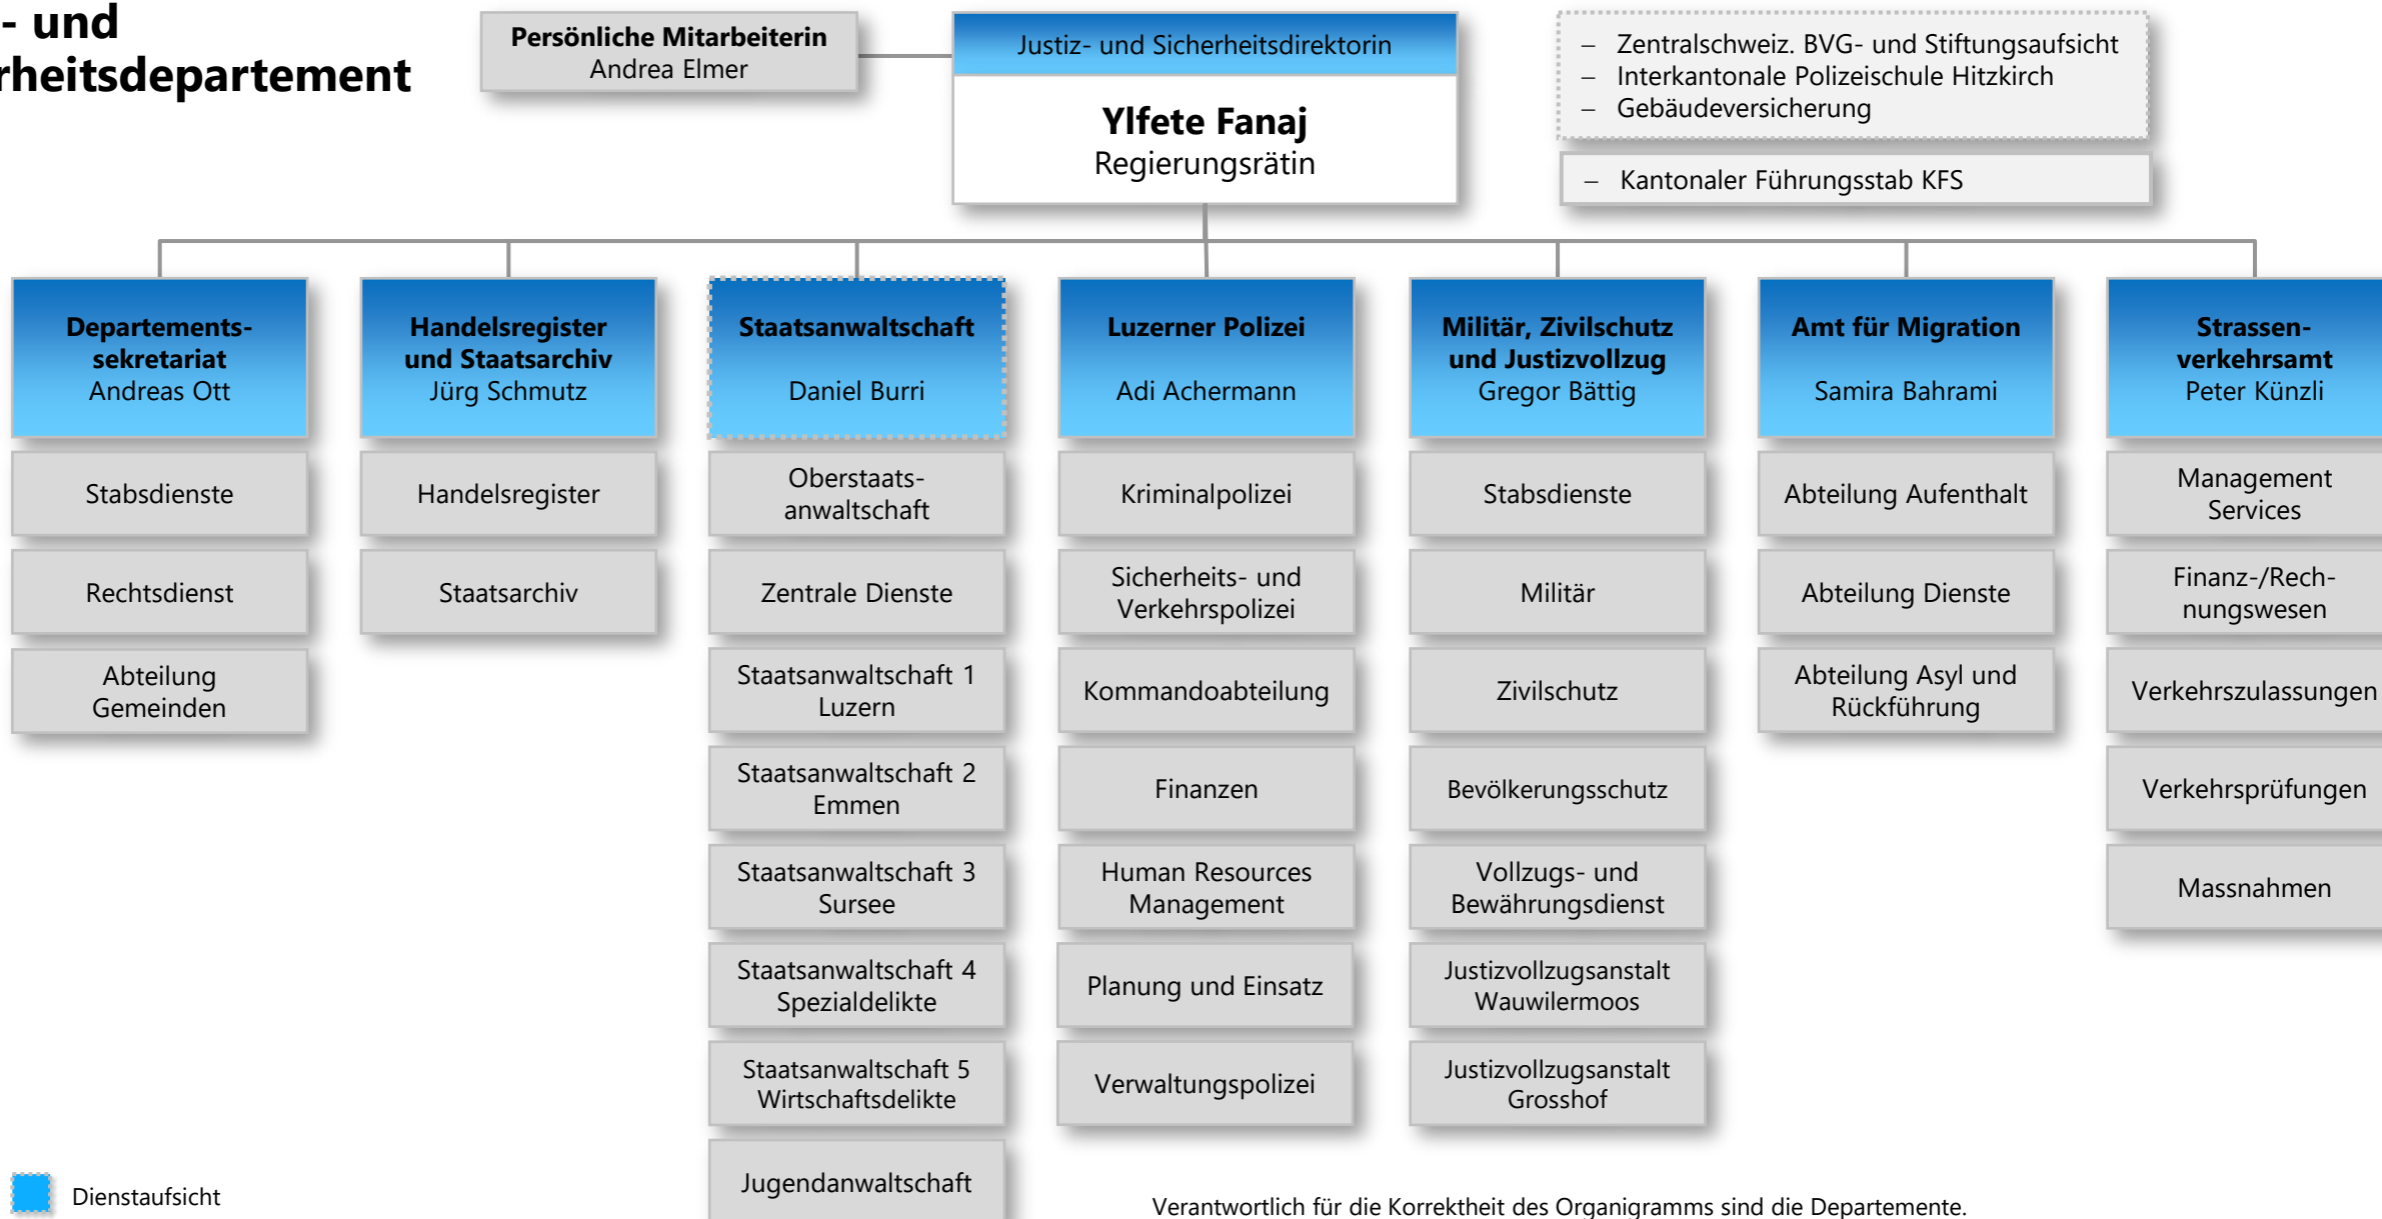 - und
rheitsdepartement
Persönliche Mitarbeiterin
Andrea Elmer
Justiz- und Sicherheitsdirektorin
Ylfete Fanaj
Regierungsrätin
– Zentralschweiz. BVG- und Stiftungsaufsicht
– Interkantonale Polizeischule Hitzkirch
– Gebäudeversicherung
– Kantonaler Führungsstab KFS
Departements-
sekretariat
Andreas Ott
Stabsdienste
Rechtsdienst
Abteilung
Gemeinden
Handelsregister
und Staatsarchiv
Jürg Schmutz
Handelsregister
Staatsarchiv
Staatsanwaltschaft
Daniel Burri
Oberstaats-
anwaltschaft
Zentrale Dienste
Staatsanwaltschaft 1
Luzern
Staatsanwaltschaft 2
Emmen
Staatsanwaltschaft 3
Sursee
Staatsanwaltschaft 4
Spezialdelikte
Staatsanwaltschaft 5
Wirtschaftsdelikte
Jugendanwaltschaft
Luzerner Polizei
Adi Achermann
Kriminalpolizei
Sicherheits- und
Verkehrspolizei
Kommandoabteilung
Finanzen
Human Resources
Management
Planung und Einsatz
Verwaltungspolizei
Militär, Zivilschutz
und Justizvollzug
Gregor Bättig
Stabsdienste
Militär
Zivilschutz
Bevölkerungsschutz
Vollzugs- und
Bewährungsdienst
Justizvollzugsanstalt
Wauwilermoos
Justizvollzugsanstalt
Grosshof
Amt für Migration
Samira Bahrami
Abteilung Aufenthalt
Abteilung Dienste
Abteilung Asyl und
Rückführung
Strassen-
verkehrsamt
Peter Künzli
Management
Services
Finanz-/Rech-
nungswesen
Verkehrszulassungen
Verkehrsprüfungen
Massnahmen
Dienstaufsicht
Verantwortlich für die Korrektheit des Organigramms sind die Departemente.